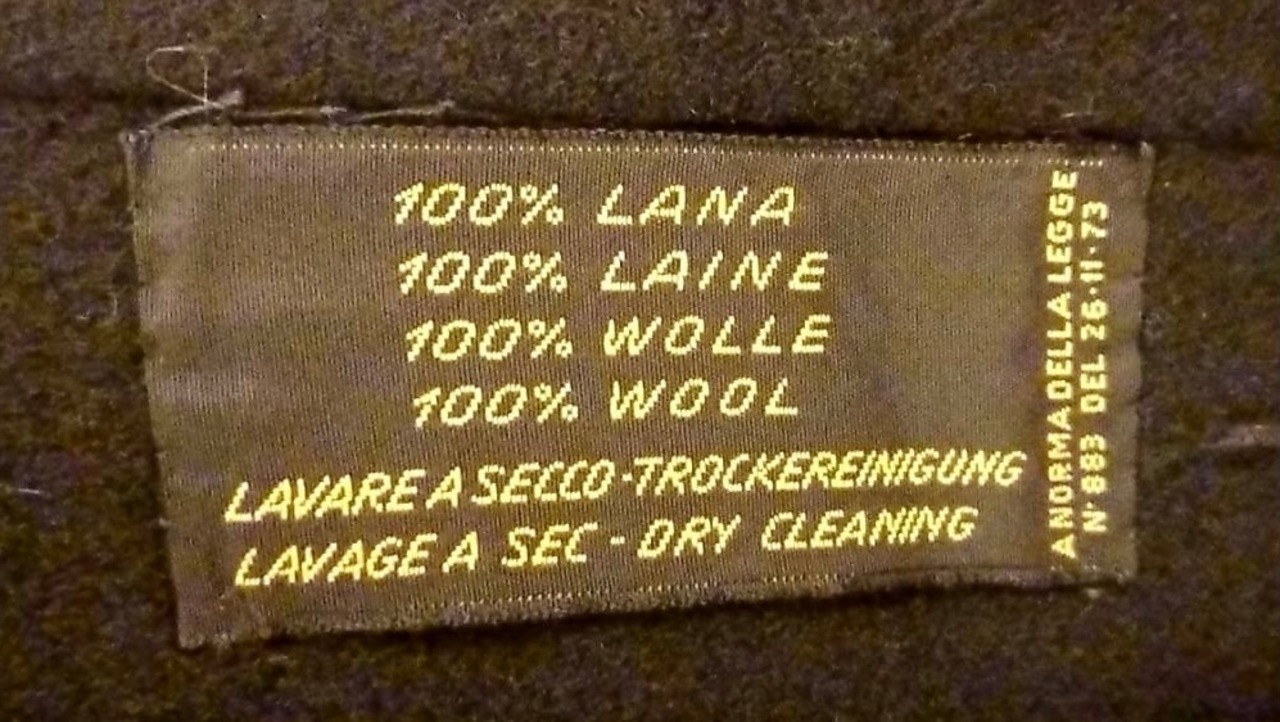 100% LANA
100% LAINE
100% WOLLE
100% WOOL
LAVARE A SECCO-TROCKEREINIGUNG
LAVAGE A SEC - DRY CLEANING
A NORMA DELLA LEGGE
N° 883 DEL 26·11·73